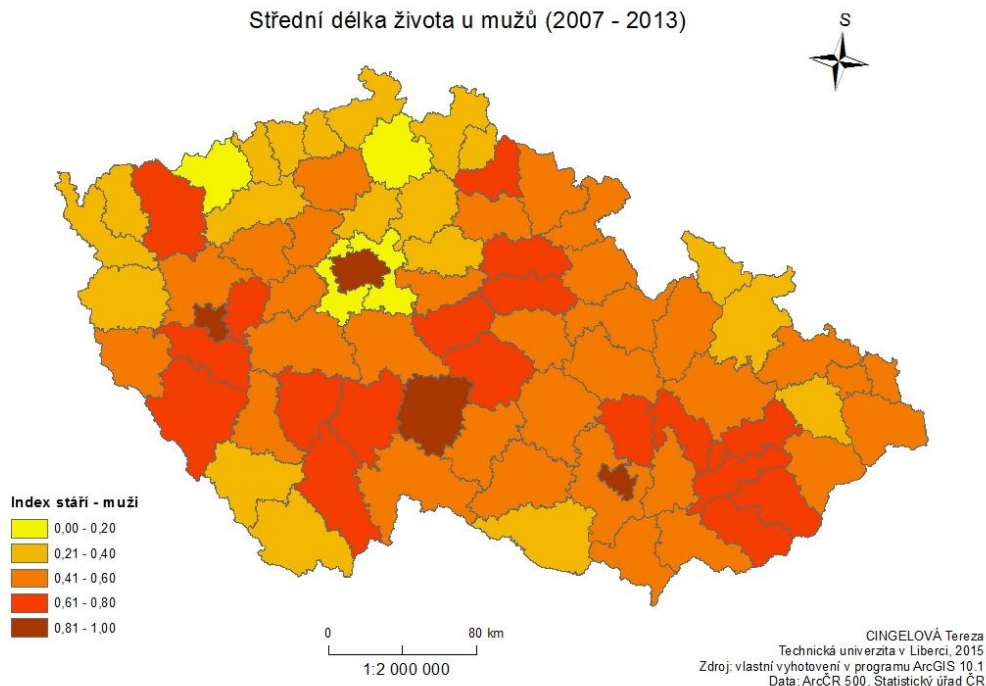 Střední délka života u mužů (2007 - 2013)
S
Index stáří - muži
0,00 - 0,20
0,21 - 0,40
0,41 - 0,60
0,61 - 0,80
0,81 - 1,00
0 80 km
1:2 000 000
CINGELOVÁ Tereza
Technická univerzita v Liberci, 2015
Zdroj: vlastní vyhotovení v programu ArcGIS 10.1
Data: ArcČR 500, Statistický úřad ČR